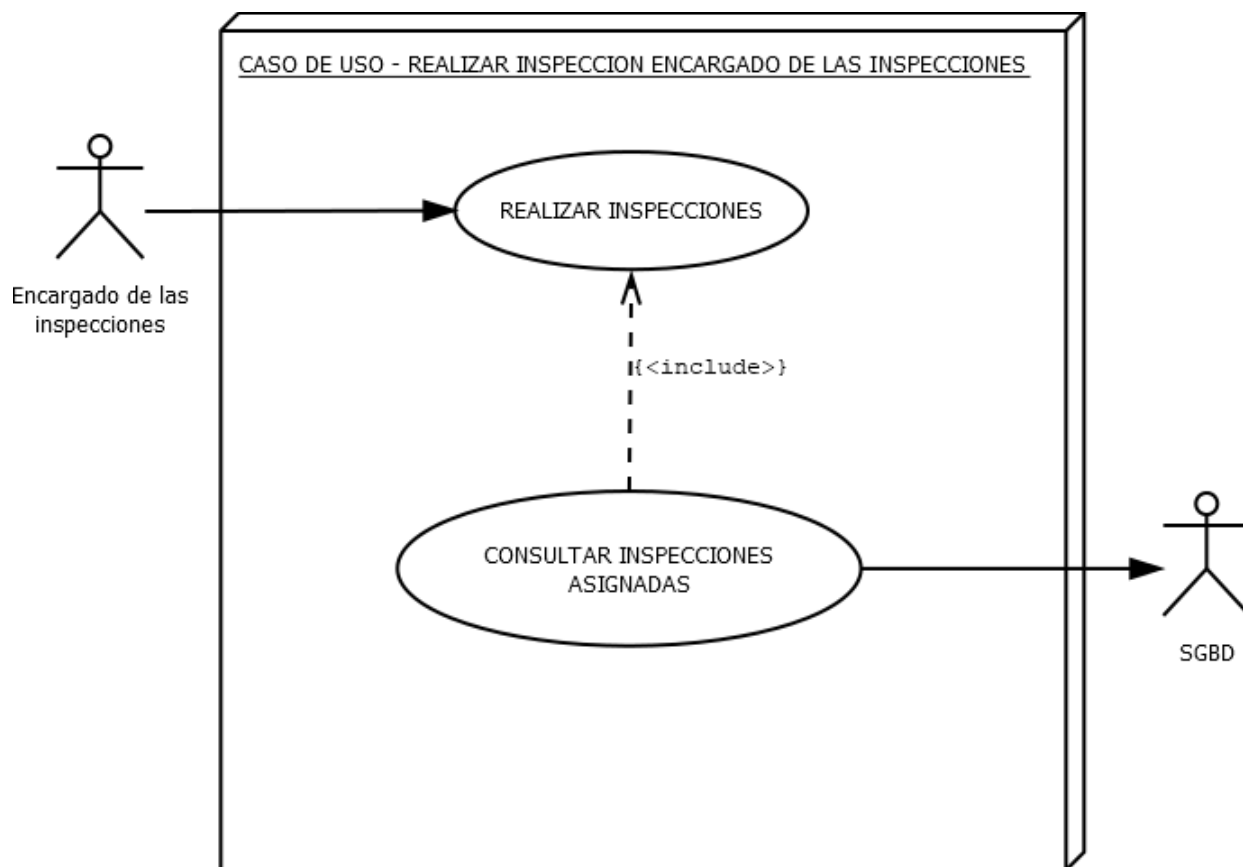 CASO DE USO - REALIZAR INSPECCION ENCARGADO DE LAS INSPECCIONES
REALIZAR INSPECCIONES
Encargado de las
inspecciones
{<include>}
CONSULTAR INSPECCIONES
ASIGNADAS
SGBD